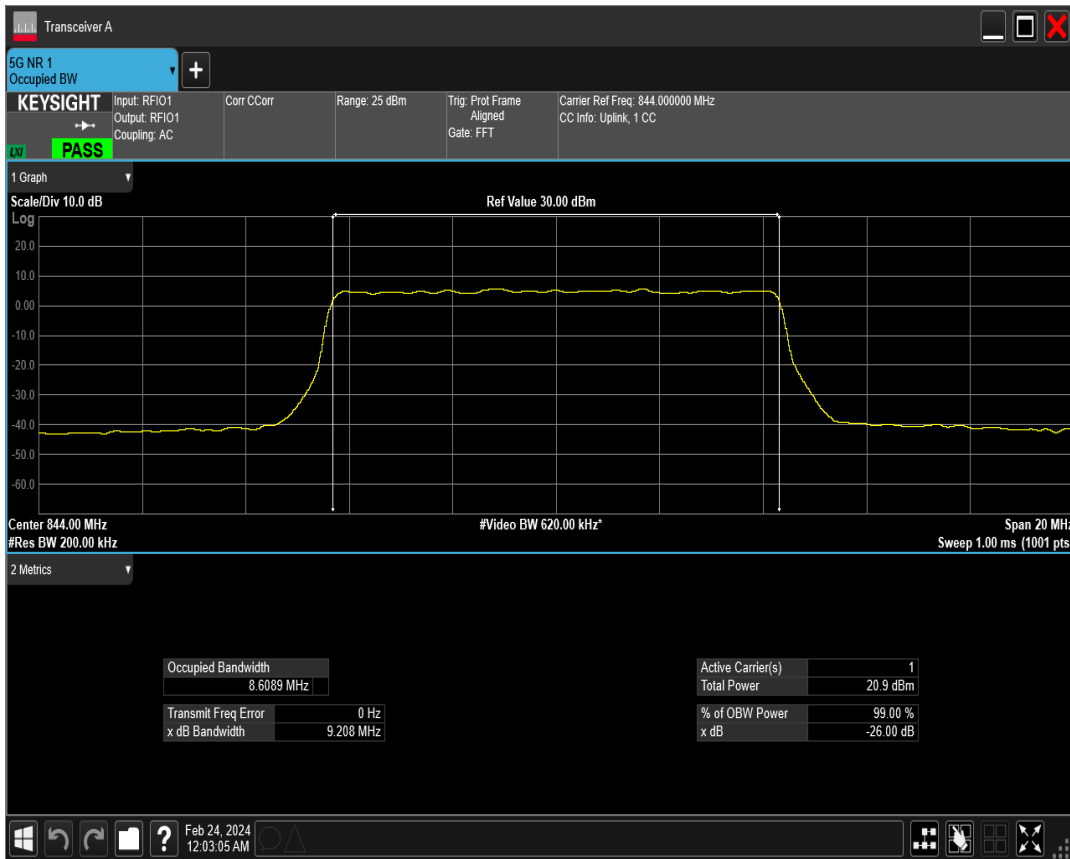 Transceiver A
5G NR 1
Occupied BW
KEYSIGHT
LXI
PASS
Input: RFIO1
Output: RFIO1
Coupling: AC
Corr CCorr
Range: 25 dBm
Trig: Prot Frame
Aligned
Gate: FFT
Carrier Ref Freq: 844.000000 MHz
CC Info: Uplink, 1 CC
1 Graph
Scale/Div 10.0 dB
Ref Value 30.00 dBm
Log
20.0
10.0
0.00
-10.0
-20.0
-30.0
-40.0
-50.0
-60.0
Center 844.00 MHz
#Video BW 620.00 kHz*
Span 20 MHz
#Res BW 200.00 kHz
Sweep 1.00 ms (1001 pts
2 Metrics
Occupied Bandwidth
8.6089 MHz
Transmit Freq Error 0 Hz
x dB Bandwidth 9.208 MHz
Active Carrier(s) 1
Total Power 20.9 dBm
% of OBW Power 99.00 %
x dB -26.00 dB
?
Feb 24, 2024
12:03:05 AM